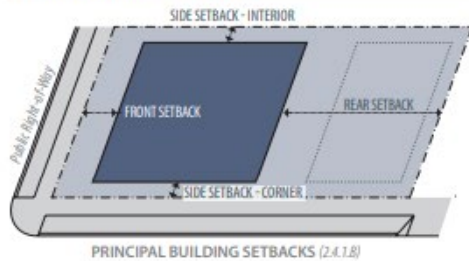 SIDE SETBACK - INTERIOR
Public Right-of-Way
FRONT SETBACK
REAR SETBACK
SIDE SETBACK - CORNER
PRINCIPAL BUILDING SETBACKS (2.4.1.B)